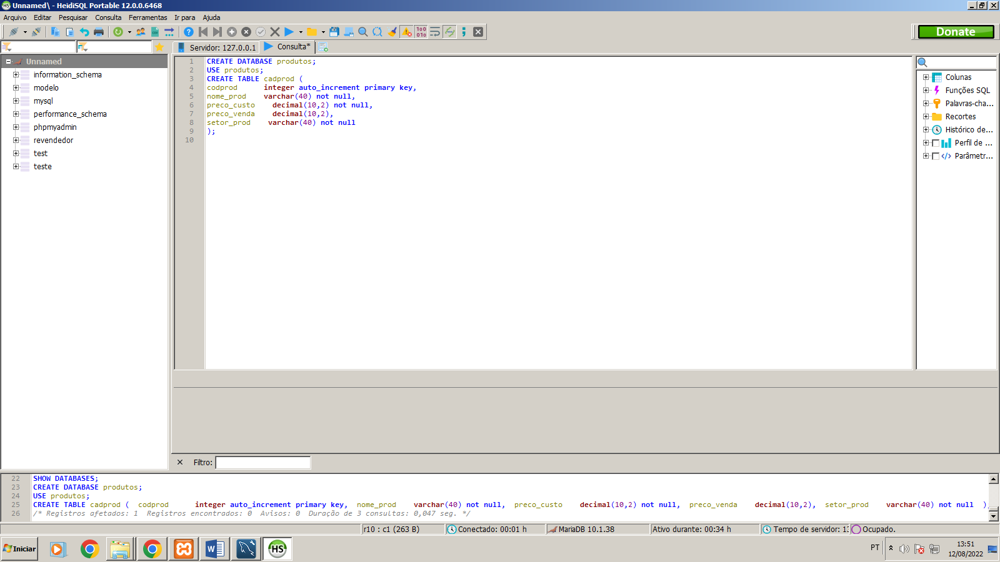 Unnamed\ - HeidiSQL Portable 12.0.0.6468
Arquivo Editar Pesquisar Consulta Ferramentas Ir para Ajuda
Donate
Servidor: 127.0.0.1 Consulta*
Unnamed
information_schema
modelo
mysql
performance_schema
phpmyadmin
revendedor
test
teste
1 CREATE DATABASE produtos;
2 USE produtos;
3 CREATE TABLE cadprod (
4 codprod integer auto_increment primary key,
5 nome_prod varchar(40) not null,
6 preco_custo decimal(10,2) not null,
7 preco_venda decimal(10,2),
8 setor_prod varchar(40) not null
9 );
10
Colunas
Funções SQL
Palavras-cha...
Recortes
Histórico de...
Perfil de ...
Parâmetr...
Filtro:
22 SHOW DATABASES;
23 CREATE DATABASE produtos;
24 USE produtos;
25 CREATE TABLE cadprod ( codprod integer auto_increment primary key, nome_prod varchar(40) not null, preco_custo decimal(10,2) not null, preco_venda decimal(10,2), setor_prod varchar(40) not null )
26 /* Registros afetados: 1 Registros encontrados: 0 Avisos: 0 Duração de 3 consultas: 0,047 seg. */
r10 : c1 (263 B) Conectado: 00:01 h MariaDB 10.1.38 Ativo durante: 00:34 h Tempo de servidor: 13 Ocupado.
Iniciar
HS
PT
13:51
12/08/2022